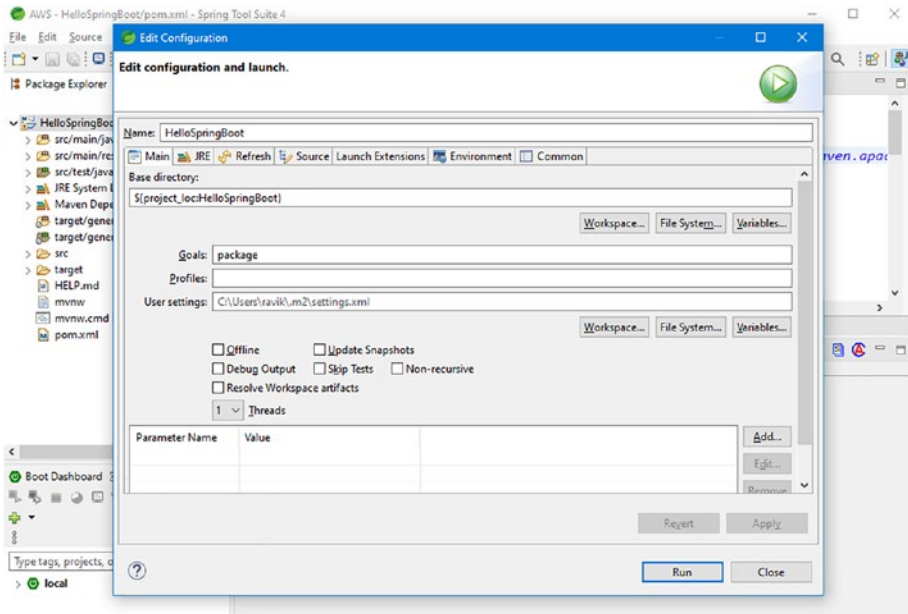 AWS - HelloSpringBoot/pom.xml - Spring Tool Suite 4
File Edit Source
Edit Configuration
Edit configuration and launch.
Package Explorer
HelloSpringBoo
src/main/jav
src/main/re
src/test/java
JRE System L
Maven Depe
target/gener
target/gener
src
target
HELP.md
mvnw
mvnw.cmd
pom.xml
Name: HelloSpringBoot
Main JRE Refresh Source Launch Extensions Environment Common
Base directory:
${project_loc:HelloSpringBoot}
Workspace... File System... Variables...
Goals: package
Profiles:
User settings: C:\Users\ravik\.m2\settings.xml
Workspace... File System... Variables...
Offline Update Snapshots
Debug Output Skip Tests Non-recursive
Resolve Workspace artifacts
1 Threads
Parameter Name Value
Add...
Edit...
Remove
Revert Apply
Run Close
aven.apac
Boot Dashboard
Type tags, projects, o
local